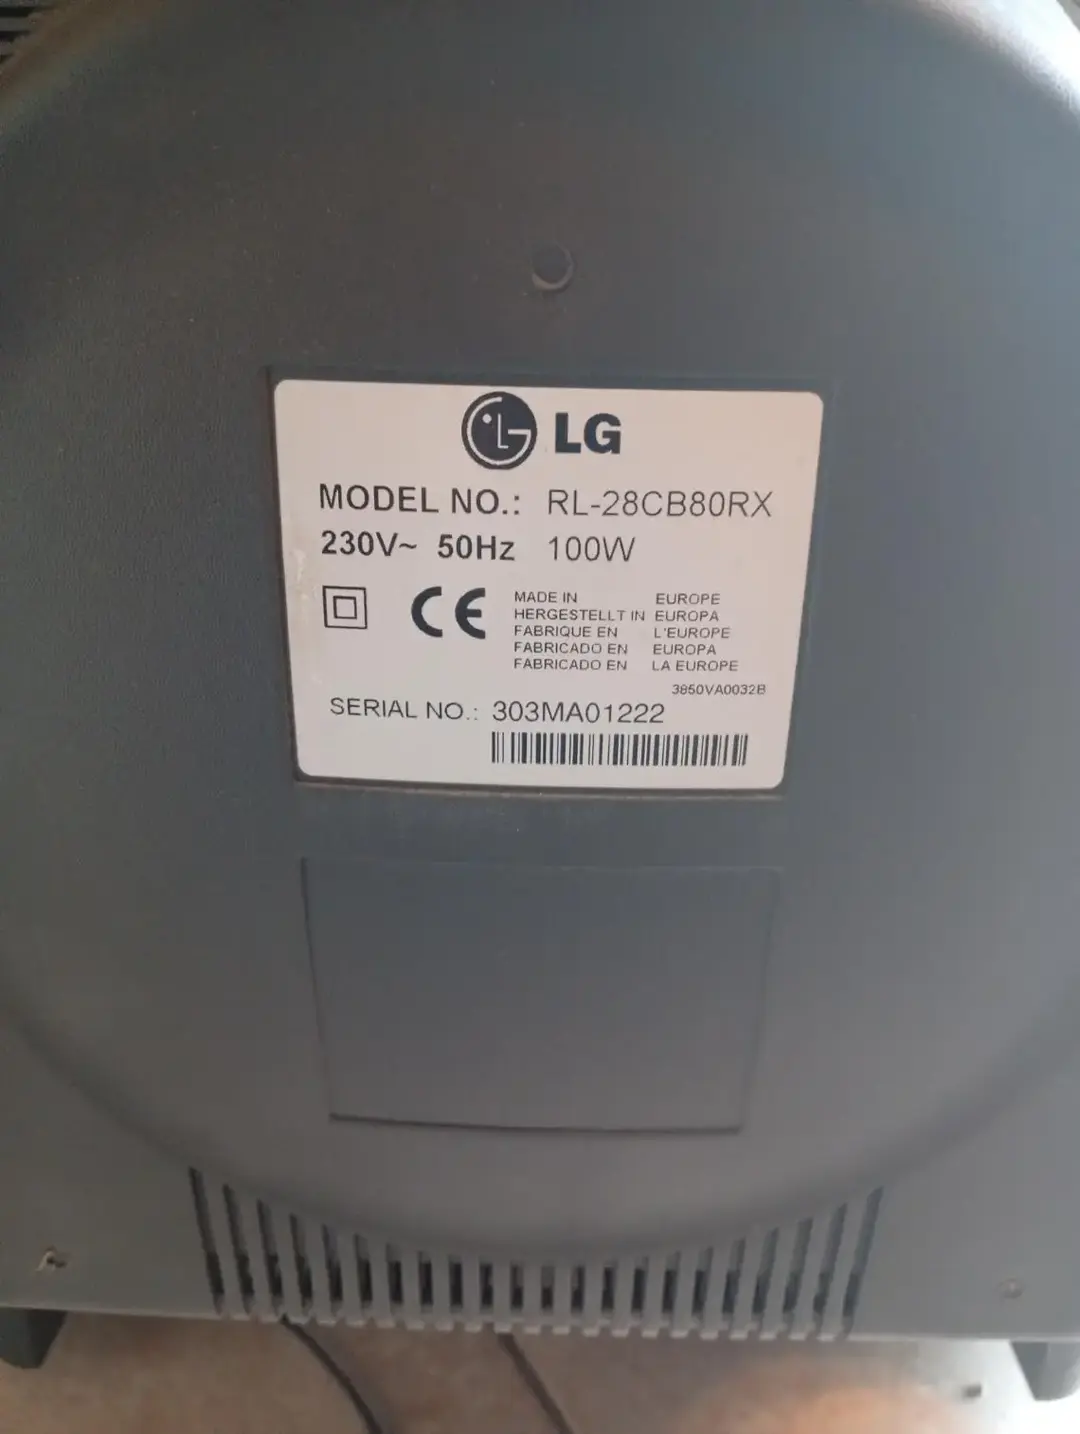 LG
MODEL NO.: RL-28CB80RX
230V~ 50Hz 100W
CE
MADE IN EUROPE
HERGESTELLT IN EUROPA
FABRIQUE EN L'EUROPE
FABRICADO EN EUROPA
FABRICADO EN LA EUROPE
3850VA0032B
SERIAL NO.: 303MA01222